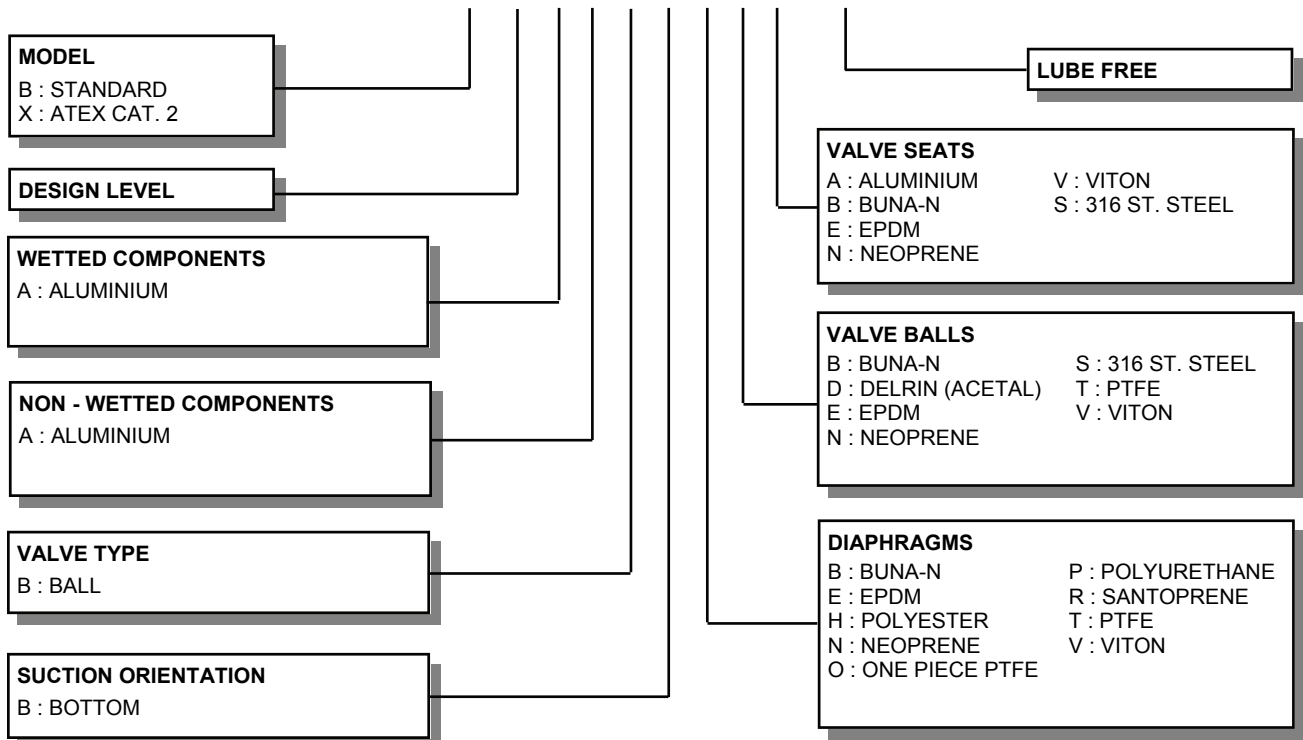 MODEL
B : STANDARD
X : ATEX CAT. 2
DESIGN LEVEL
WETTED COMPONENTS
A : ALUMINIUM
NON - WETTED COMPONENTS
A : ALUMINIUM
VALVE TYPE
B : BALL
SUCTION ORIENTATION
B : BOTTOM
LUBE FREE
VALVE SEATS
A : ALUMINIUM V : VITON
B : BUNA-N S : 316 ST. STEEL
E : EPDM
N : NEOPRENE
VALVE BALLS
B : BUNA-N S : 316 ST. STEEL
D : DELRIN (ACETAL) T : PTFE
E : EPDM V : VITON
N : NEOPRENE
DIAPHRAGMS
B : BUNA-N P : POLYURETHANE
E : EPDM R : SANTOPRENE
H : POLYESTER T : PTFE
N : NEOPRENE V : VITON
O : ONE PIECE PTFE